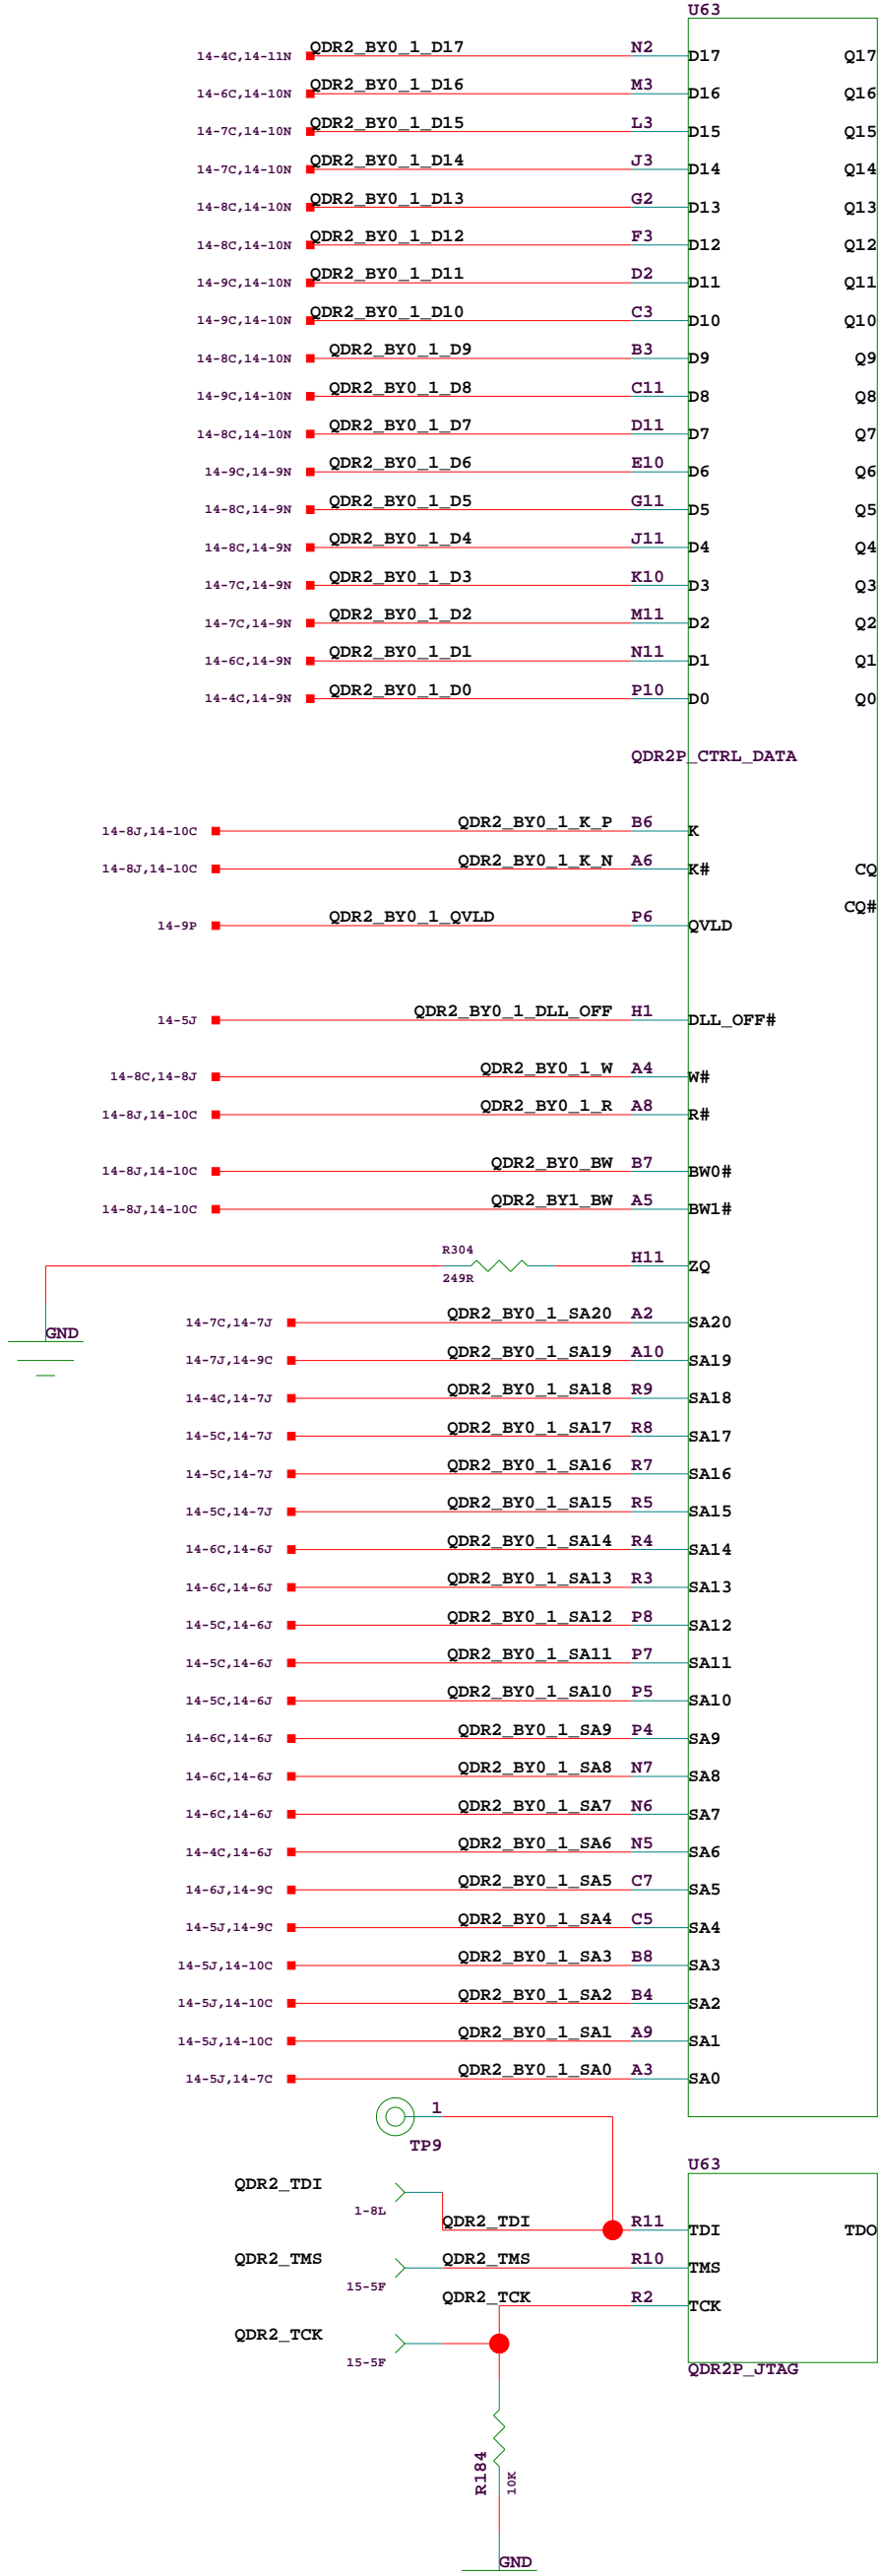 U63
14-4C,14-11N QDR2_BY0_1_D17 N2 D17 Q17
14-6C,14-10N QDR2_BY0_1_D16 M3 D16 Q16
14-7C,14-10N QDR2_BY0_1_D15 L3 D15 Q15
14-7C,14-10N QDR2_BY0_1_D14 J3 D14 Q14
14-8C,14-10N QDR2_BY0_1_D13 G2 D13 Q13
14-8C,14-10N QDR2_BY0_1_D12 F3 D12 Q12
14-9C,14-10N QDR2_BY0_1_D11 D2 D11 Q11
14-9C,14-10N QDR2_BY0_1_D10 C3 D10 Q10
14-8C,14-10N QDR2_BY0_1_D9 B3 D9 Q9
14-9C,14-10N QDR2_BY0_1_D8 C11 D8 Q8
14-8C,14-10N QDR2_BY0_1_D7 D11 D7 Q7
14-9C,14-9N QDR2_BY0_1_D6 E10 D6 Q6
14-8C,14-9N QDR2_BY0_1_D5 G11 D5 Q5
14-8C,14-9N QDR2_BY0_1_D4 J11 D4 Q4
14-7C,14-9N QDR2_BY0_1_D3 K10 D3 Q3
14-7C,14-9N QDR2_BY0_1_D2 M11 D2 Q2
14-6C,14-9N QDR2_BY0_1_D1 N11 D1 Q1
14-4C,14-9N QDR2_BY0_1_D0 P10 D0 Q0
QDR2P_CTRL_DATA
14-8J,14-10C QDR2_BY0_1_K_P B6 K
14-8J,14-10C QDR2_BY0_1_K_N A6 K# CQ
CQ#
14-9P QDR2_BY0_1_QVLD P6 QVLD
14-5J QDR2_BY0_1_DLL_OFF H1 DLL_OFF#
14-8C,14-8J QDR2_BY0_1_W A4 W#
14-8J,14-10C QDR2_BY0_1_R A8 R#
14-8J,14-10C QDR2_BY0_BW B7 BW0#
14-8J,14-10C QDR2_BY1_BW A5 BW1#
R304 249R H11 ZQ
GND
14-7C,14-7J QDR2_BY0_1_SA20 A2 SA20
14-7J,14-9C QDR2_BY0_1_SA19 A10 SA19
14-4C,14-7J QDR2_BY0_1_SA18 R9 SA18
14-5C,14-7J QDR2_BY0_1_SA17 R8 SA17
14-5C,14-7J QDR2_BY0_1_SA16 R7 SA16
14-5C,14-7J QDR2_BY0_1_SA15 R5 SA15
14-6C,14-6J QDR2_BY0_1_SA14 R4 SA14
14-6C,14-6J QDR2_BY0_1_SA13 R3 SA13
14-5C,14-6J QDR2_BY0_1_SA12 P8 SA12
14-5C,14-6J QDR2_BY0_1_SA11 P7 SA11
14-5C,14-6J QDR2_BY0_1_SA10 P5 SA10
14-6C,14-6J QDR2_BY0_1_SA9 P4 SA9
14-6C,14-6J QDR2_BY0_1_SA8 N7 SA8
14-6C,14-6J QDR2_BY0_1_SA7 N6 SA7
14-4C,14-6J QDR2_BY0_1_SA6 N5 SA6
14-6J,14-9C QDR2_BY0_1_SA5 C7 SA5
14-5J,14-9C QDR2_BY0_1_SA4 C5 SA4
14-5J,14-10C QDR2_BY0_1_SA3 B8 SA3
14-5J,14-10C QDR2_BY0_1_SA2 B4 SA2
14-5J,14-10C QDR2_BY0_1_SA1 A9 SA1
14-5J,14-7C QDR2_BY0_1_SA0 A3 SA0
1
TP9
U63
QDR2_TDI
1-8L
QDR2_TDI R11 TDI TDO
QDR2_TMS QDR2_TMS R10 TMS
15-5F
QDR2_TCK R2 TCK
QDR2_TCK
15-5F
QDR2P_JTAG
R184 10K
GND